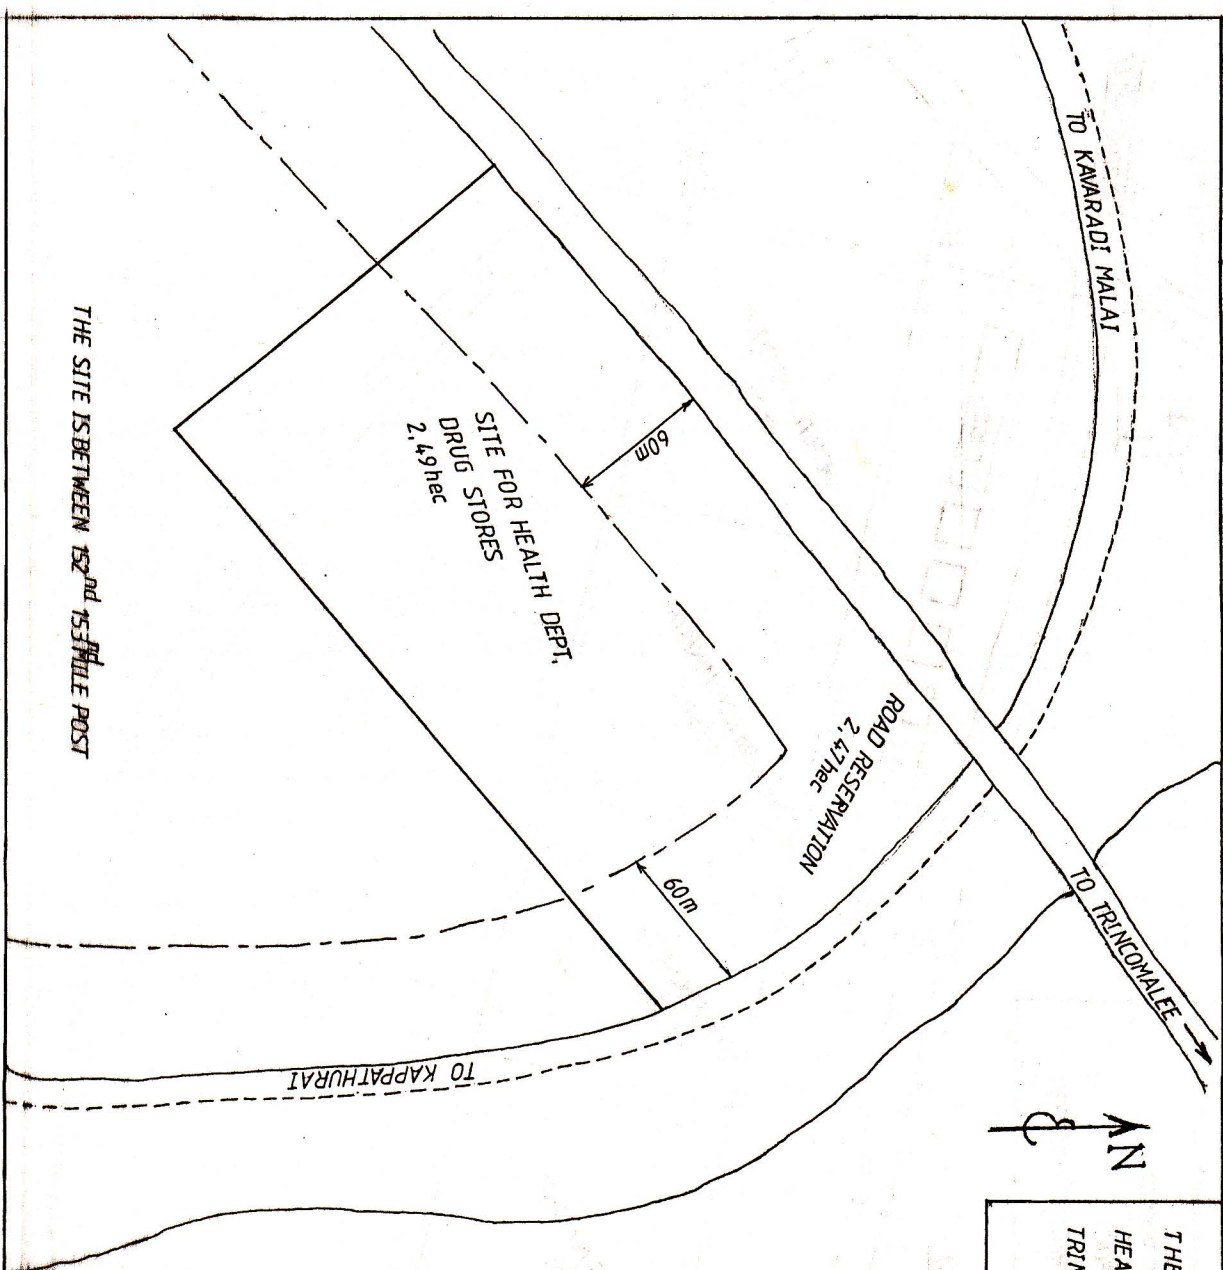 TO KAVARADI MALAI
60m
SITE FOR HEALTH DEPT.
DRUG STORES
2,49hec
ROAD RESERVATION
2,47hec
60m
TO TRINCOMALEE
TO KAPPATHURAI
N
THE
HEA
TRIN
THE SITE IS BETWEEN 152nd 153 MILE POST